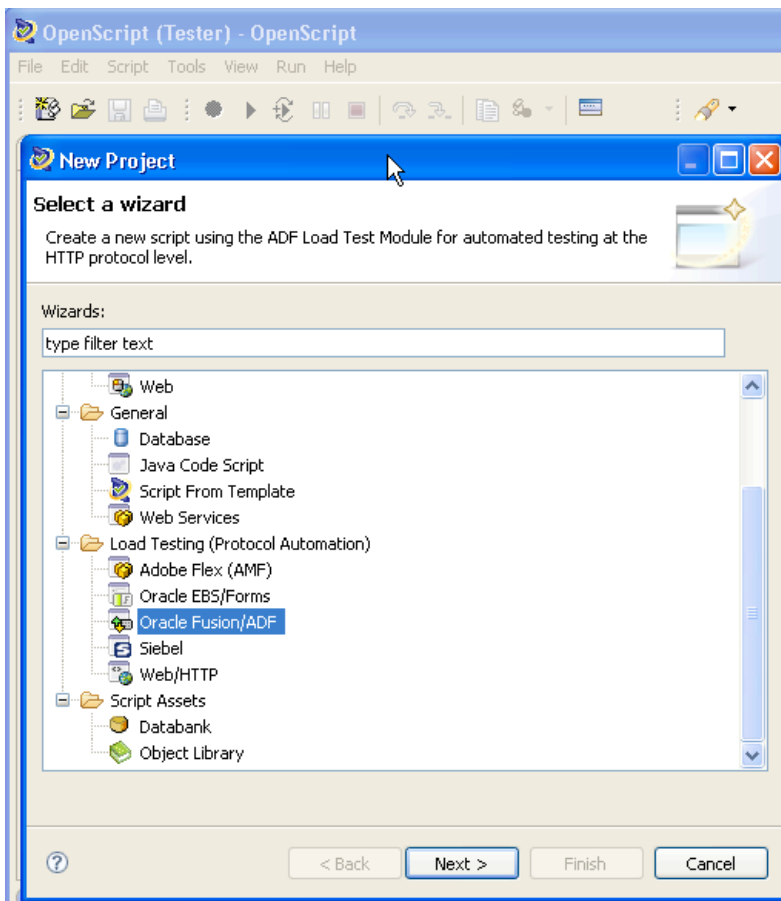 OpenScript (Tester) - OpenScript
File Edit Script Tools View Run Help
New Project
Select a wizard
Create a new script using the ADF Load Test Module for automated testing at the
HTTP protocol level.
Wizards:
type filter text
Web
General
Database
Java Code Script
Script From Template
Web Services
Load Testing (Protocol Automation)
Adobe Flex (AMF)
Oracle EBS/Forms
Oracle Fusion/ADF
Siebel
Web/HTTP
Script Assets
Databank
Object Library
< Back Next > Finish Cancel